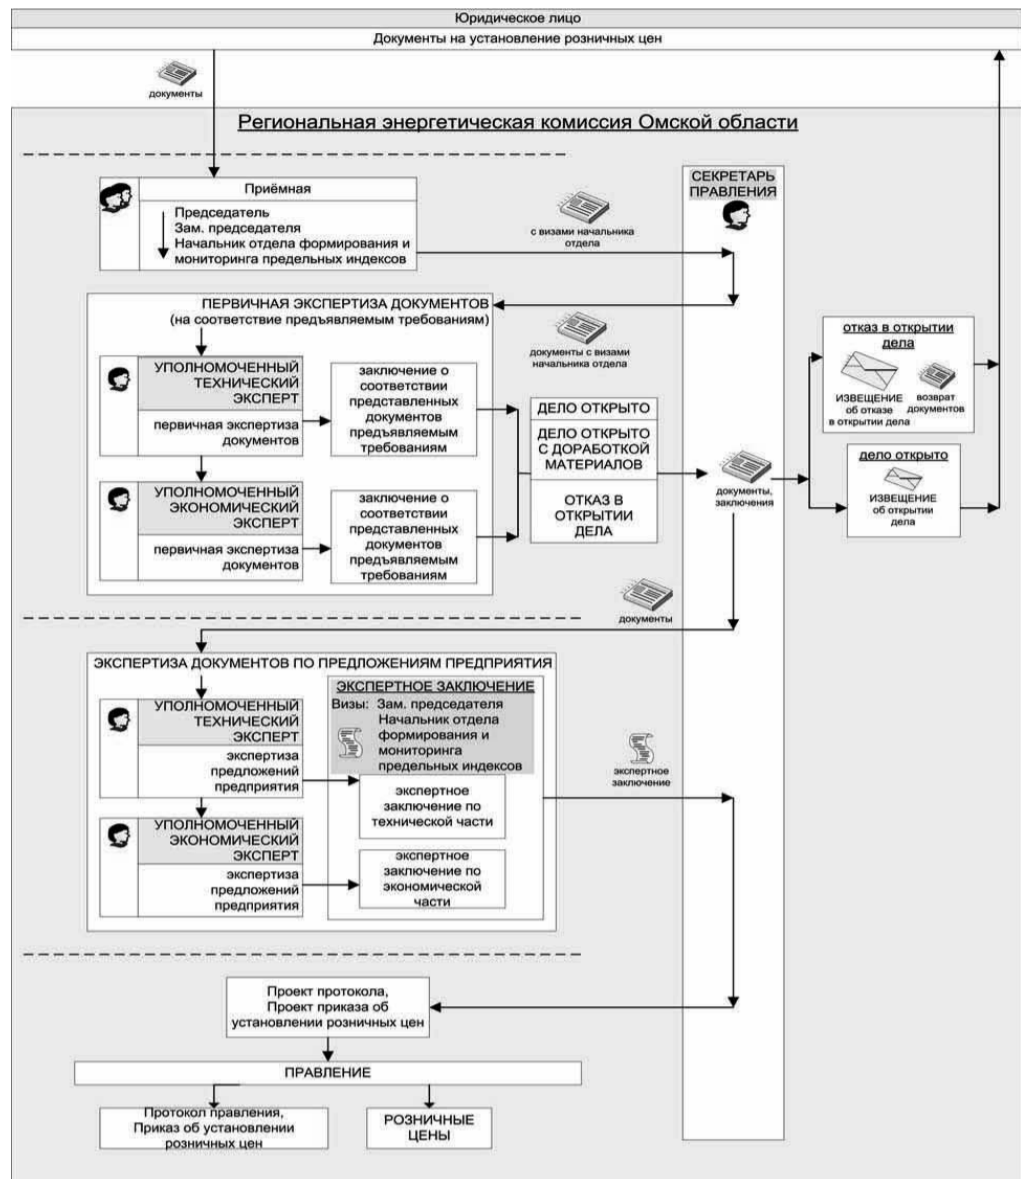 Юридическое лицо
Документы на установление розничных цен
документы
Региональная энергетическая комиссия Омской области
СЕКРЕТАРЬ
ПРАВЛЕНИЯ
Приёмная
Председатель
Зам. председателя
Начальник отдела формирования и
мониторинга предельных индексов
с визами начальника
отдела
ПЕРВИЧНАЯ ЭКСПЕРТИЗА ДОКУМЕНТОВ
(на соответствие предъявляемым требованиям)
документы с визами
начальника отдела
УПОЛНОМОЧЕННЫЙ
ТЕХНИЧЕСКИЙ
ЭКСПЕРТ
первичная экспертиза
документов
заключение о
соответствии
представленных
документов
предъявляемым
требованиям
УПОЛНОМОЧЕННЫЙ
ЭКОНОМИЧЕСКИЙ
ЭКСПЕРТ
первичная экспертиза
документов
заключение о
соответствии
представленных
документов
предъявляемым
требованиям
ДЕЛО ОТКРЫТО
ДЕЛО ОТКРЫТО
С ДОРАБОТКОЙ
МАТЕРИАЛОВ
ОТКАЗ В
ОТКРЫТИИ
ДЕЛА
документы,
заключения
отказ в открытии
дела
ИЗВЕЩЕНИЕ
об отказе
в открытии дела
возврат
документов
дело открыто
ИЗВЕЩЕНИЕ
об открытии
дела
документы
ЭКСПЕРТИЗА ДОКУМЕНТОВ ПО ПРЕДЛОЖЕНИЯМ ПРЕДПРИЯТИЯ
УПОЛНОМОЧЕННЫЙ
ТЕХНИЧЕСКИЙ
ЭКСПЕРТ
экспертиза
предложений
предприятия
ЭКСПЕРТНОЕ ЗАКЛЮЧЕНИЕ
Визы: Зам. председателя
Начальник отдела
формирования и
мониторинга
предельных индексов
экспертное
заключение по
технической части
экспертное
заключение
УПОЛНОМОЧЕННЫЙ
ЭКОНОМИЧЕСКИЙ
ЭКСПЕРТ
экспертиза
предложений
предприятия
экспертное
заключение по
экономической
части
Проект протокола,
Проект приказа об
установлении розничных цен
ПРАВЛЕНИЕ
Протокол правления,
Приказ об установлении
розничных цен
РОЗНИЧНЫЕ
ЦЕНЫ